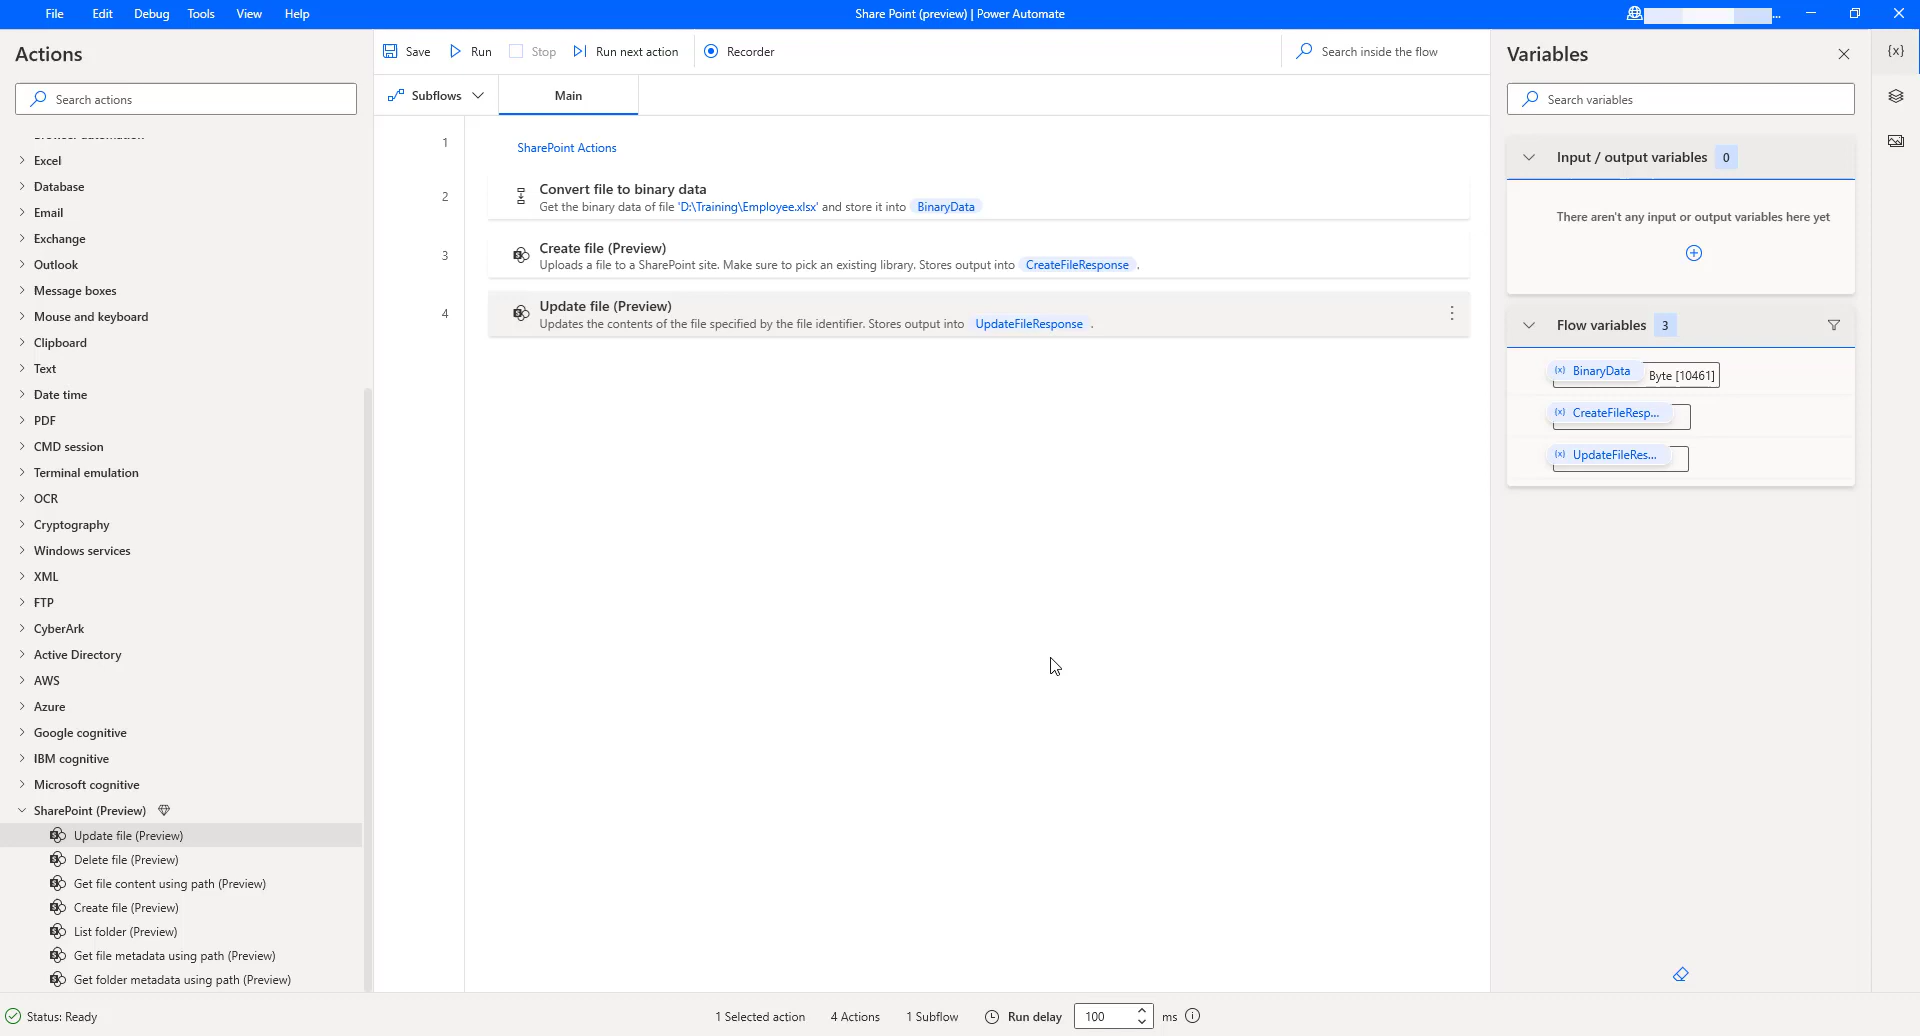 File Edit Debug Tools View Help
Share Point (preview) | Power Automate
...
Actions
Search actions
Browser automation
Excel
Database
Email
Exchange
Outlook
Message boxes
Mouse and keyboard
Clipboard
Text
Date time
PDF
CMD session
Terminal emulation
OCR
Cryptography
Windows services
XML
FTP
CyberArk
Active Directory
AWS
Azure
Google cognitive
IBM cognitive
Microsoft cognitive
SharePoint (Preview)
Update file (Preview)
Delete file (Preview)
Get file content using path (Preview)
Create file (Preview)
List folder (Preview)
Get file metadata using path (Preview)
Get folder metadata using path (Preview)
Save Run Stop Run next action Recorder
Search inside the flow
Subflows Main
1 SharePoint Actions
2 Convert file to binary data
Get the binary data of file 'D:\Training\Employee.xlsx' and store it into BinaryData
3 Create file (Preview)
Uploads a file to a SharePoint site. Make sure to pick an existing library. Stores output into CreateFileResponse .
4 Update file (Preview)
Updates the contents of the file specified by the file identifier. Stores output into UpdateFileResponse .
Variables
{x}
Search variables
Input / output variables 0
There aren't any input or output variables here yet
Flow variables 3
(x) BinaryData Byte [10461]
(x) CreateFileResp...
(x) UpdateFileRes...
Status: Ready
1 Selected action 4 Actions 1 Subflow Run delay 100 ms